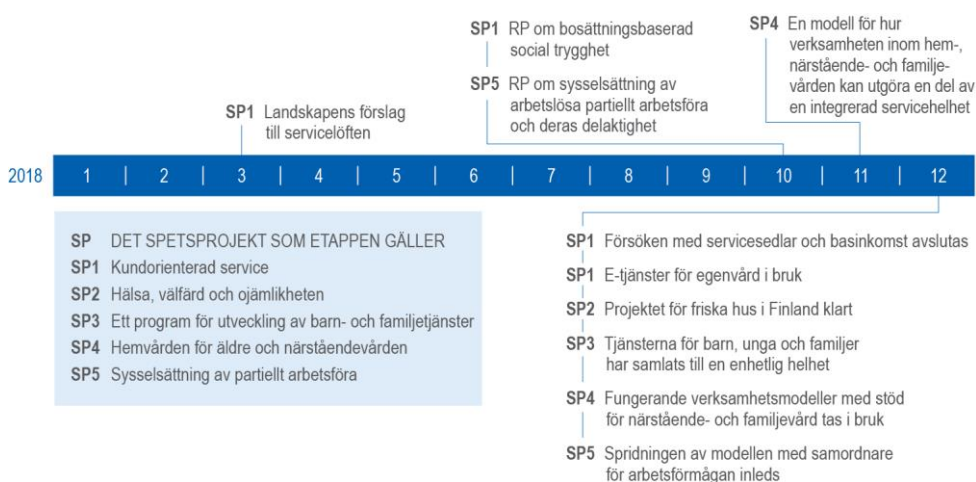 SP1 RP om bosättningsbaserad
social trygghet
SP5 RP om sysselsättning av
arbetslösa partiellt arbetsföra
och deras delaktighet
SP4 En modell för hur
verksamheten inom hem-,
närstående- och familje-
vården kan utgöra en del av
en integrerad servicehelhet
SP1 Landskapens förslag
till servicelöften
2018 1 | 2 | 3 | 4 | 5 | 6 | 7 | 8 | 9 | 10 | 11 | 12
SP DET SPETSPROJEKT SOM ETAPPEN GÄLLER
SP1 Kundorienterad service
SP2 Hälsa, välfärd och ojämlikheten
SP3 Ett program för utveckling av barn- och familjetjänster
SP4 Hemvården för äldre och närståendevården
SP5 Sysselsättning av partiellt arbetsföra
SP1 Försöken med servicesedlar och basinkomst avslutas
SP1 E-tjänster för egenvård i bruk
SP2 Projektet för friska hus i Finland klart
SP3 Tjänsterna för barn, unga och familjer
har samlats till en enhetlig helhet
SP4 Fungerande verksamhetsmodeller med stöd
för närstående- och familjevård tas i bruk
SP5 Spridningen av modellen med samordnare
för arbetsförmågan inleds